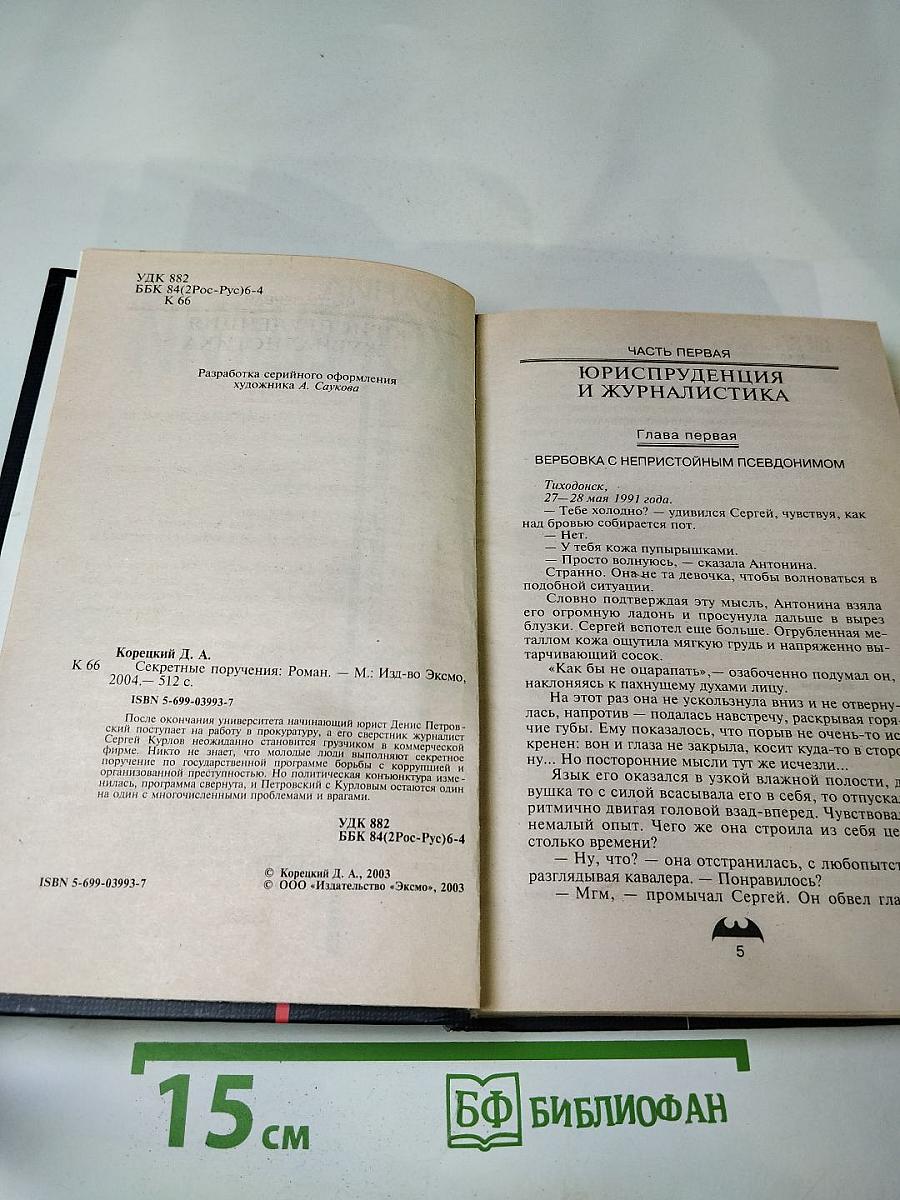 УДК 882
ББК 84(2Рос-Рус)6-4
К 66
Разработка серийного оформления
художника А. Саукова
Корецкий Д. А.
К 66 Секретные поручения: Роман. — М.: Изд-во Эксмо,
2004.— 512 с.
ISBN 5-699-03993-7
После окончания университета начинающий юрист Денис Петров-
ский поступает на работу в прокуратуру, а его сверстник журналист
Сергей Курлов неожиданно становится грузчиком в коммерческой
фирме. Никто не знает, что молодые люди выполняют секретное
поручение по государственной программе борьбы с коррупцией и
организованной преступностью. Но политическая конъюнктура изме-
нилась, программа свернута, и Петровский с Курловым остаются один
на один с многочисленными проблемами и врагами.
УДК 882
ББК 84(2Рос-Рус)6-4
© Корецкий Д. А., 2003
ISBN 5-699-03993-7 © ООО «Издательство «Эксмо», 2003
ЧАСТЬ ПЕРВАЯ
ЮРИСПРУДЕНЦИЯ
И ЖУРНАЛИСТИКА
Глава первая
ВЕРБОВКА С НЕПРИСТОЙНЫМ ПСЕВДОНИМОМ
Тиходонск,
27—28 мая 1991 года.
— Тебе холодно? — удивился Сергей, чувствуя, как
над бровью собирается пот.
— Нет.
— У тебя кожа пупырышками.
— Просто волнуюсь, — сказала Антонина.
Странно. Она не та девочка, чтобы волноваться в
подобной ситуации.
Словно подтверждая эту мысль, Антонина взяла
его огромную ладонь и просунула дальше в вырез
блузки. Сергей вспотел еще больше. Огрубленная ме-
таллом кожа ощутила мягкую грудь и напряженно вы-
тарчивающий сосок.
«Как бы не оцарапать»,— озабоченно подумал он,
наклоняясь к пахнущему духами лицу.
На этот раз она не ускользнула вниз и не отверну-
лась, напротив — подалась навстречу, раскрывая горя-
чие губы. Ему показалось, что порыв не очень-то ис
кренен: вон и глаза не закрыла, косит куда-то в сторо
ну... Но посторонние мысли тут же исчезли...
Язык его оказался в узкой влажной полости, д
вушка то с силой всасывала его в себя, то отпуска
ритмично двигая головой взад-вперед. Чувствовал
немалый опыт. Чего же она строила из себя це
столько времени?
— Ну, что? — она отстранилась, с любопытст
разглядывая кавалера. — Понравилось?
— Мгм, — промычал Сергей. Он обвел гла
5
15 см
БФ БИБЛИОФАН